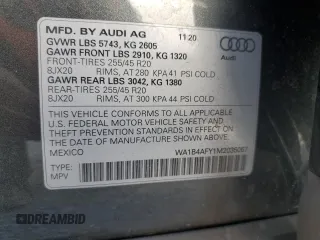 MFD. BY AUDI AG 11.20
GVWR LBS 5743, KG 2605
GAWR FRONT LBS 2910, KG 1320
FRONT-TIRES 255/45 R20
8JX20 RIMS, AT 280 KPA 41 PSI COLD
GAWR REAR LBS 3042, KG 1380
REAR-TIRES 255/45 R20
8JX20 RIMS, AT 300 KPA 44 PSI COLD
THIS VEHICLE CONFORMS TO ALL APPLICABLE
U.S. FEDERAL MOTOR VEHICLE SAFETY AND
THEFT PREVENTION STANDARDS IN EFFECT ON THE
DATE OF MANUFACTURE SHOWN ABOVE.
MEXICO
TYPE:
MPV
DREAMBID